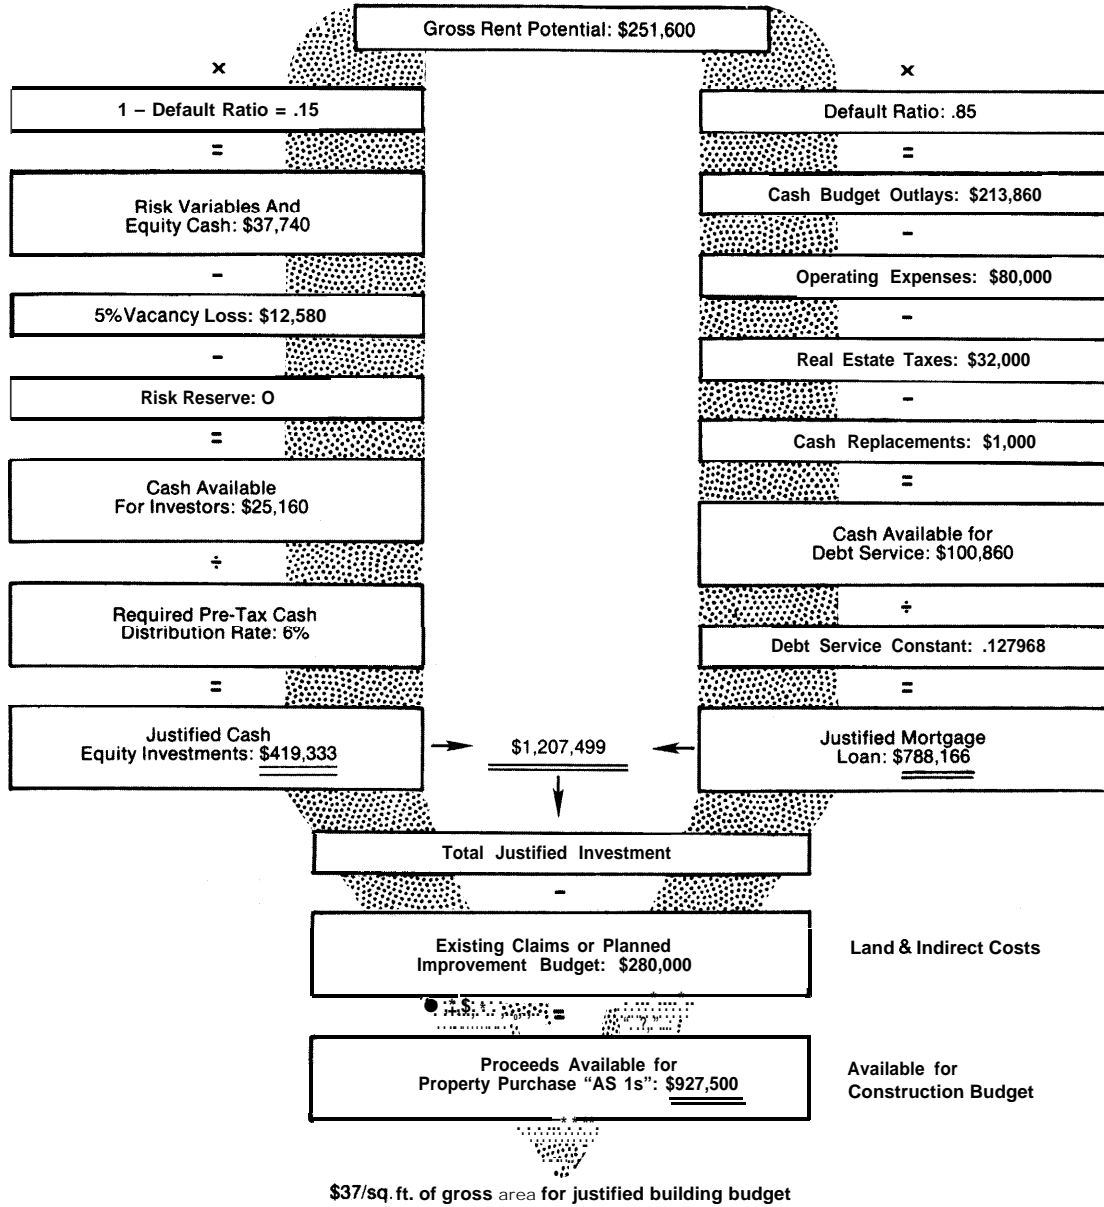 Gross Rent Potential: $251,600
×
1 – Default Ratio = .15
=
Risk Variables And
Equity Cash: $37,740
-
5% Vacancy Loss: $12,580
-
Risk Reserve: O
=
Cash Available
For Investors: $25,160
÷
Required Pre-Tax Cash
Distribution Rate: 6%
=
Justified Cash
Equity Investments: $419,333
×
Default Ratio: .85
=
Cash Budget Outlays: $213,860
-
Operating Expenses: $80,000
-
Real Estate Taxes: $32,000
-
Cash Replacements: $1,000
=
Cash Available for
Debt Service: $100,860
÷
Debt Service Constant: .127968
=
Justified Mortgage
Loan: $788,166
$1,207,499
Total Justified Investment
-
Existing Claims or Planned
Improvement Budget: $280,000
Land & Indirect Costs
=
Proceeds Available for
Property Purchase “AS 1s”: $927,500
Available for
Construction Budget
$37/sq. ft. of gross area for justified building budget